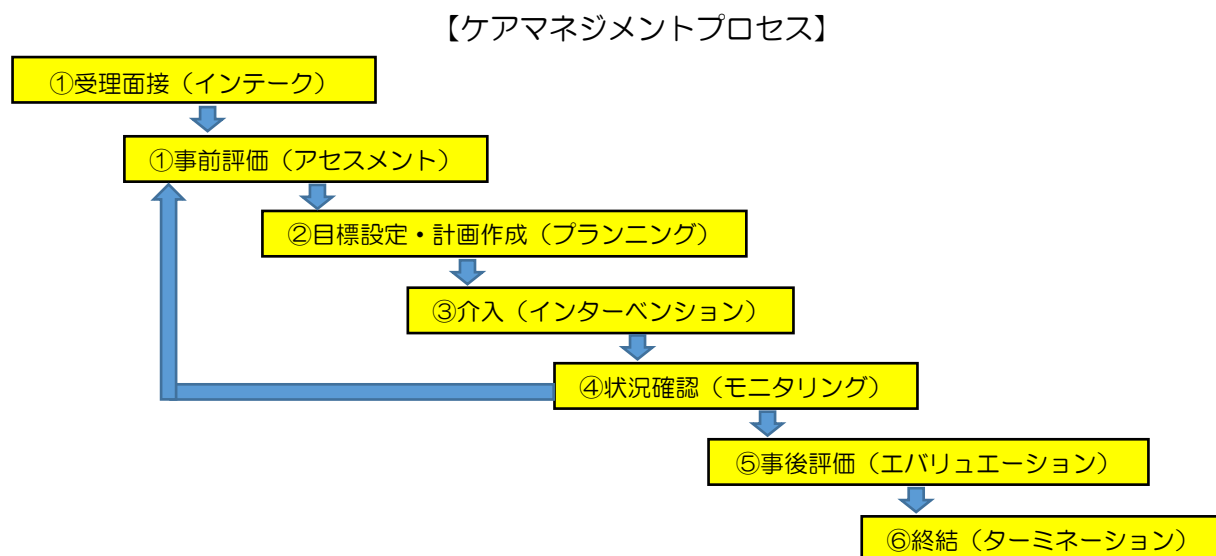 【ケアマネジメントプロセス】
①受理面接（インテーク）
①事前評価（アセスメント）
②目標設定・計画作成（プランニング）
③介入（インターベンション）
④状況確認（モニタリング）
⑤事後評価（エバリュエーション）
⑥終結（ターミネーション）